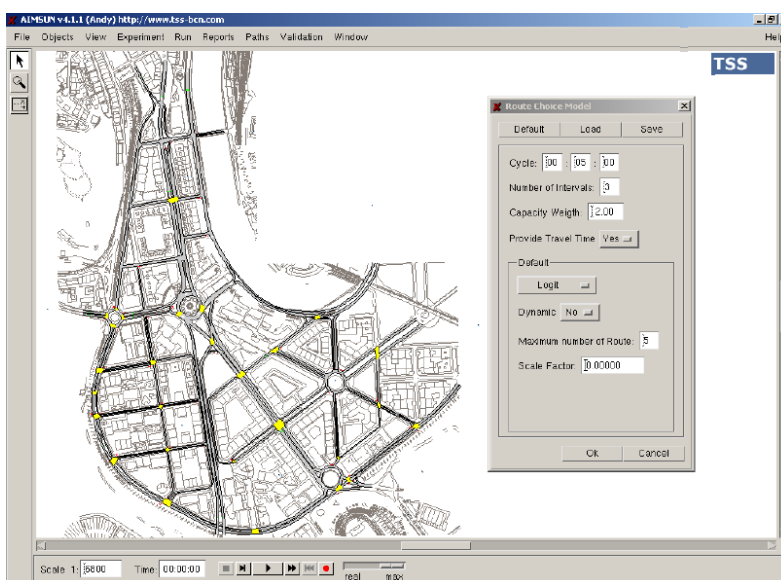 AIMSUN v4.1.1 (Andy) http://www.tss-bcn.com
File Objects View Experiment Run Reports Paths Validation Window Help
TSS
Route Choice Model
Default Load Save
Cycle: 00 : 05 : 00
Number of Intervals: 3
Capacity Weigth: 2.00
Provide Travel Time Yes
Default
Logit
Dynamic No
Maximum number of Route: 5
Scale Factor: 0.00000
Ok Cancel
Scale 1: 6800 Time: 00:00:00
real max